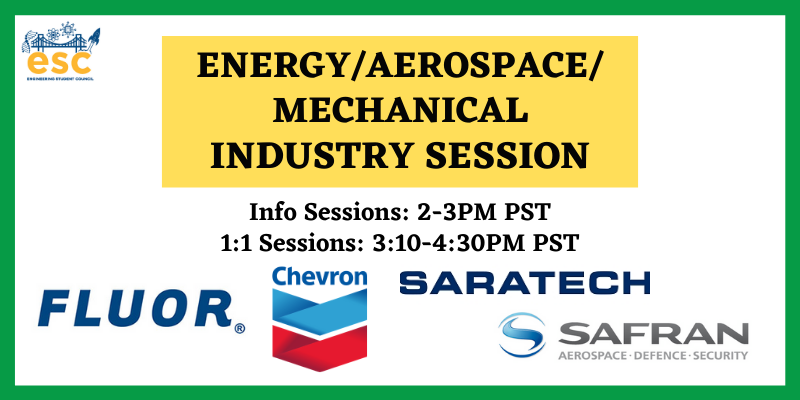 esc
ENGINEERING STUDENT COUNCIL
ENERGY/AEROSPACE/
MECHANICAL
INDUSTRY SESSION
Info Sessions: 2-3PM PST
1:1 Sessions: 3:10-4:30PM PST
FLUOR®
Chevron
SARATECH
SAFRAN
AEROSPACE · DEFENCE · SECURITY